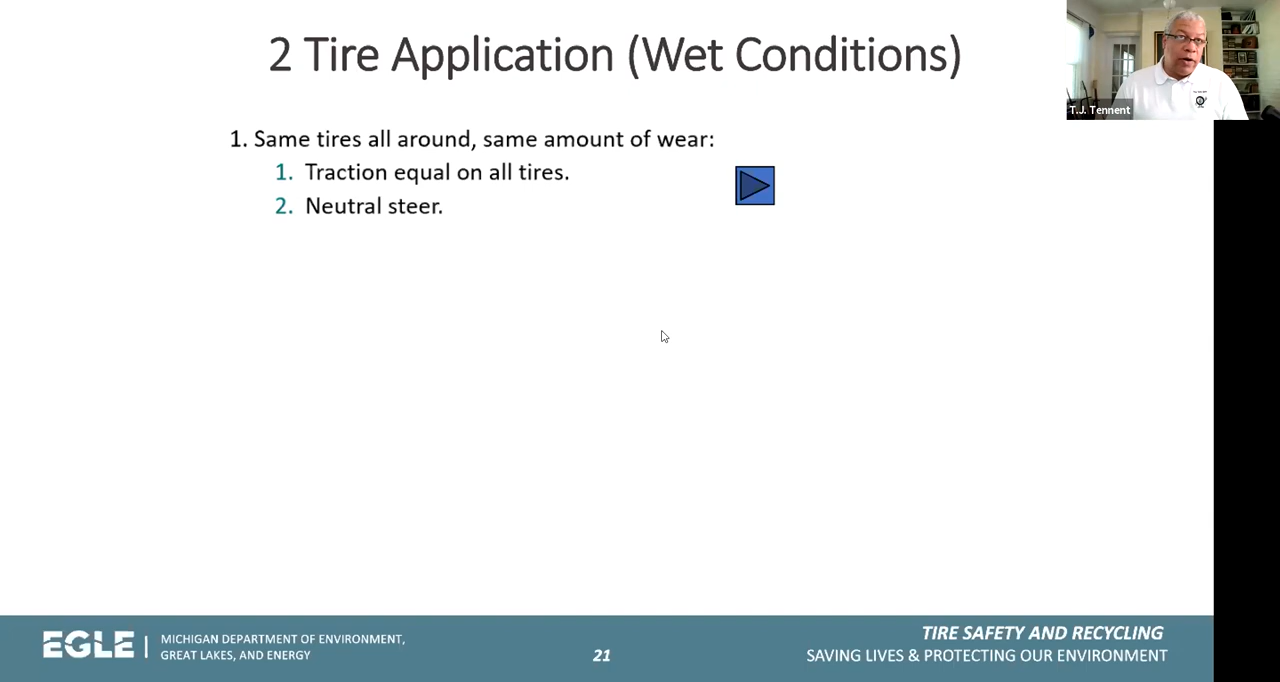 2 Tire Application (Wet Conditions)
T.J. Tennent
1. Same tires all around, same amount of wear:
1. Traction equal on all tires.
2. Neutral steer.
EGLE
MICHIGAN DEPARTMENT OF ENVIRONMENT,
GREAT LAKES, AND ENERGY
21
TIRE SAFETY AND RECYCLING
SAVING LIVES & PROTECTING OUR ENVIRONMENT